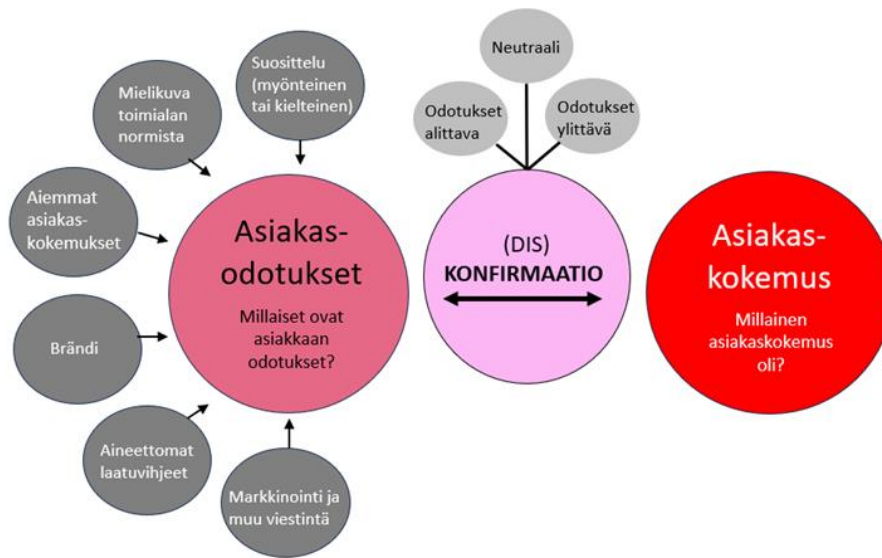 Suosittelu
(myönteinen
tai kielteinen)
Mielikuva
toimialan
normista
Aiemmat
asiakas-
kokemukset
Brändi
Aineettomat
laatuvihjeet
Markkinointi ja
muu viestintä
Asiakas-
odotukset
Millaiset ovat
asiakkaan
odotukset?
Neutraali
Odotukset
alittava
Odotukset
ylittävä
(DIS)
KONFIRMAATIO
Asiakas-
kokemus
Millainen
asiakaskokemus
oli?